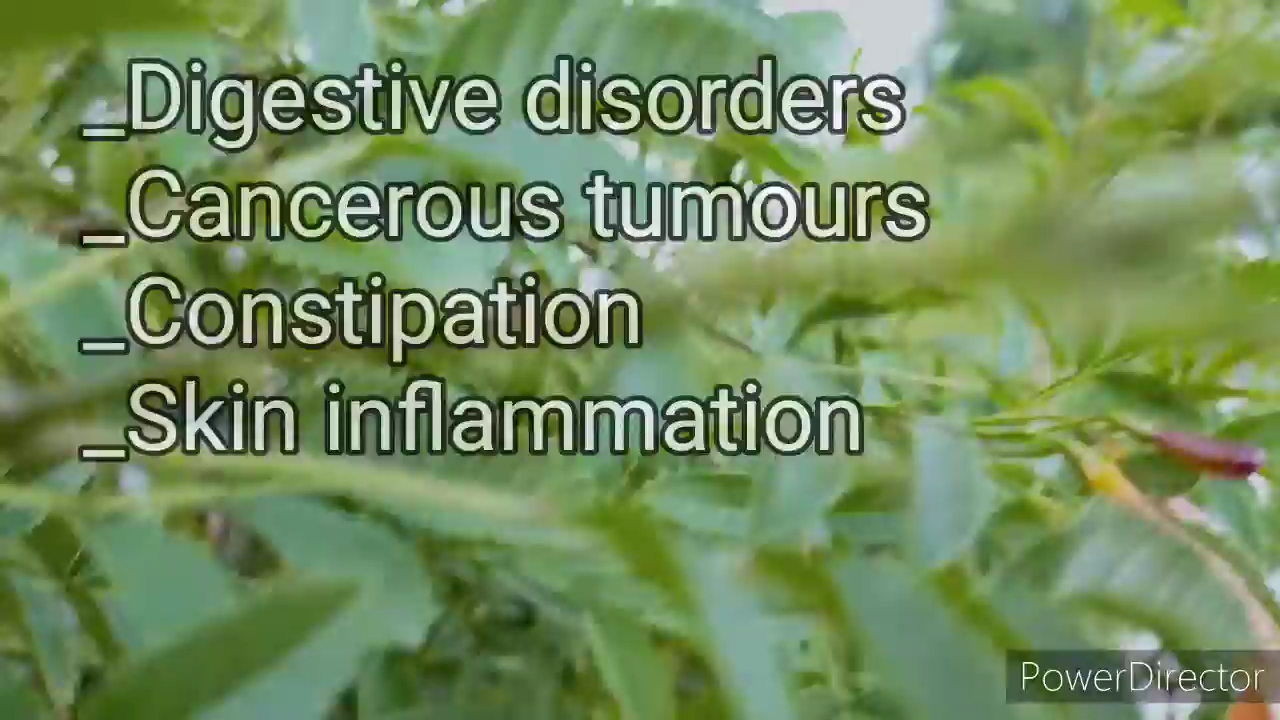 _Digestive disorders
_Cancerous tumours
_Constipation
_Skin inflammation
PowerDirector